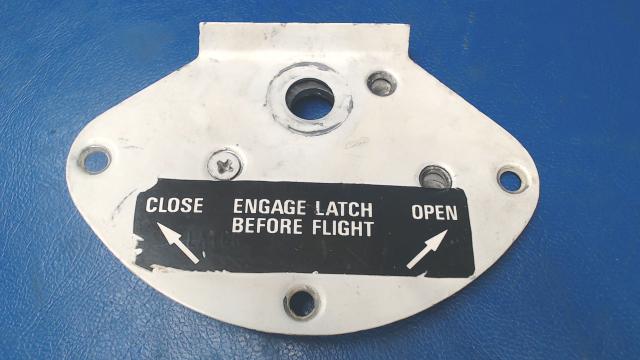 CLOSE ENGAGE LATCH OPEN
BEFORE FLIGHT